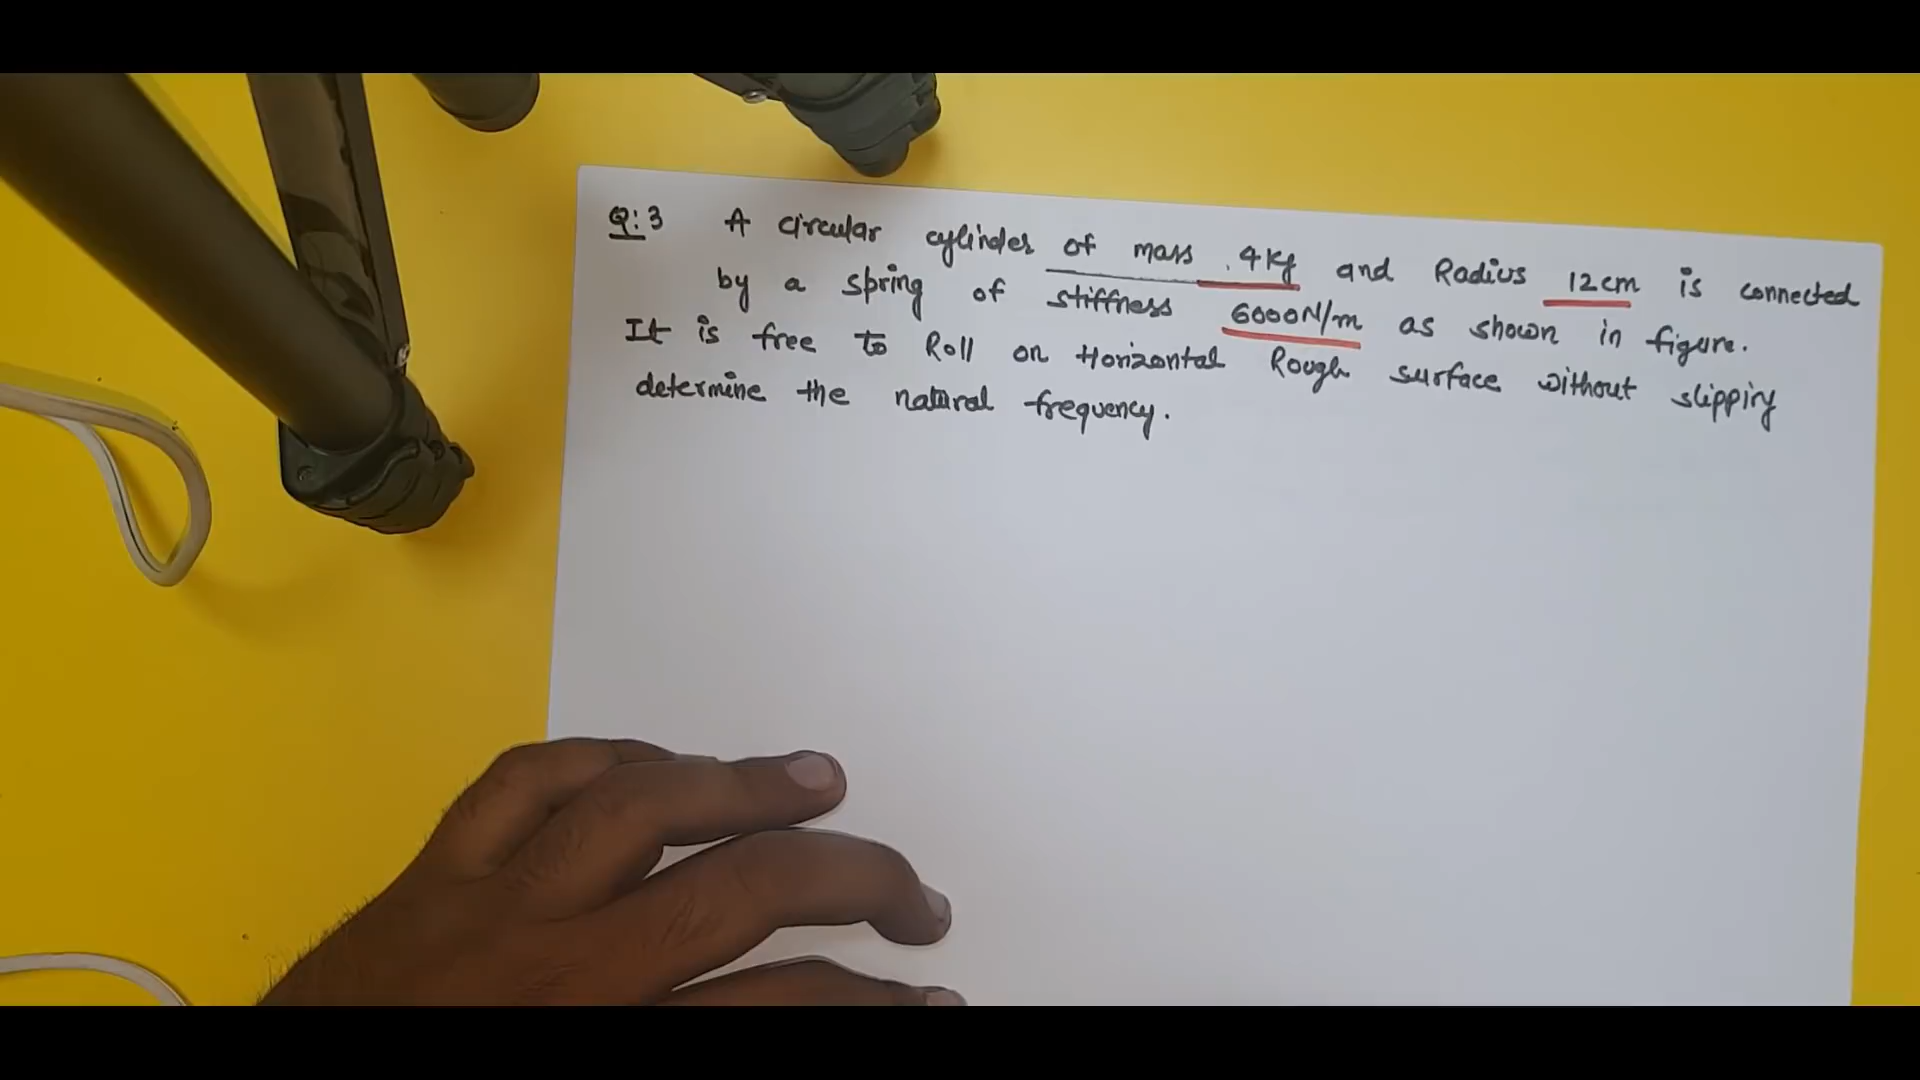 Q:3 A circular cylinder of mass 4kg and Radius 12cm is connected
by a spring of stiffness 6000N/m as shown in figure.
It is free to Roll on Horizontal Rough surface without slipping
determine the natural frequency.